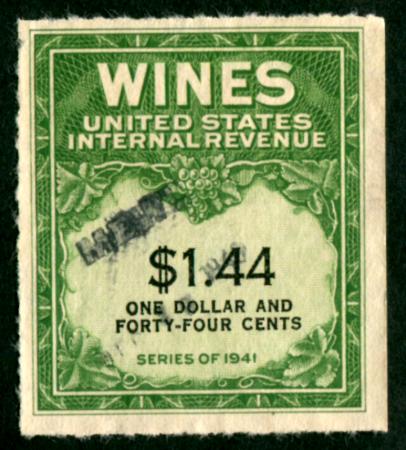 WINES
UNITED STATES
INTERNAL REVENUE
$1.44
ONE DOLLAR AND
FORTY-FOUR CENTS
SERIES OF 1941